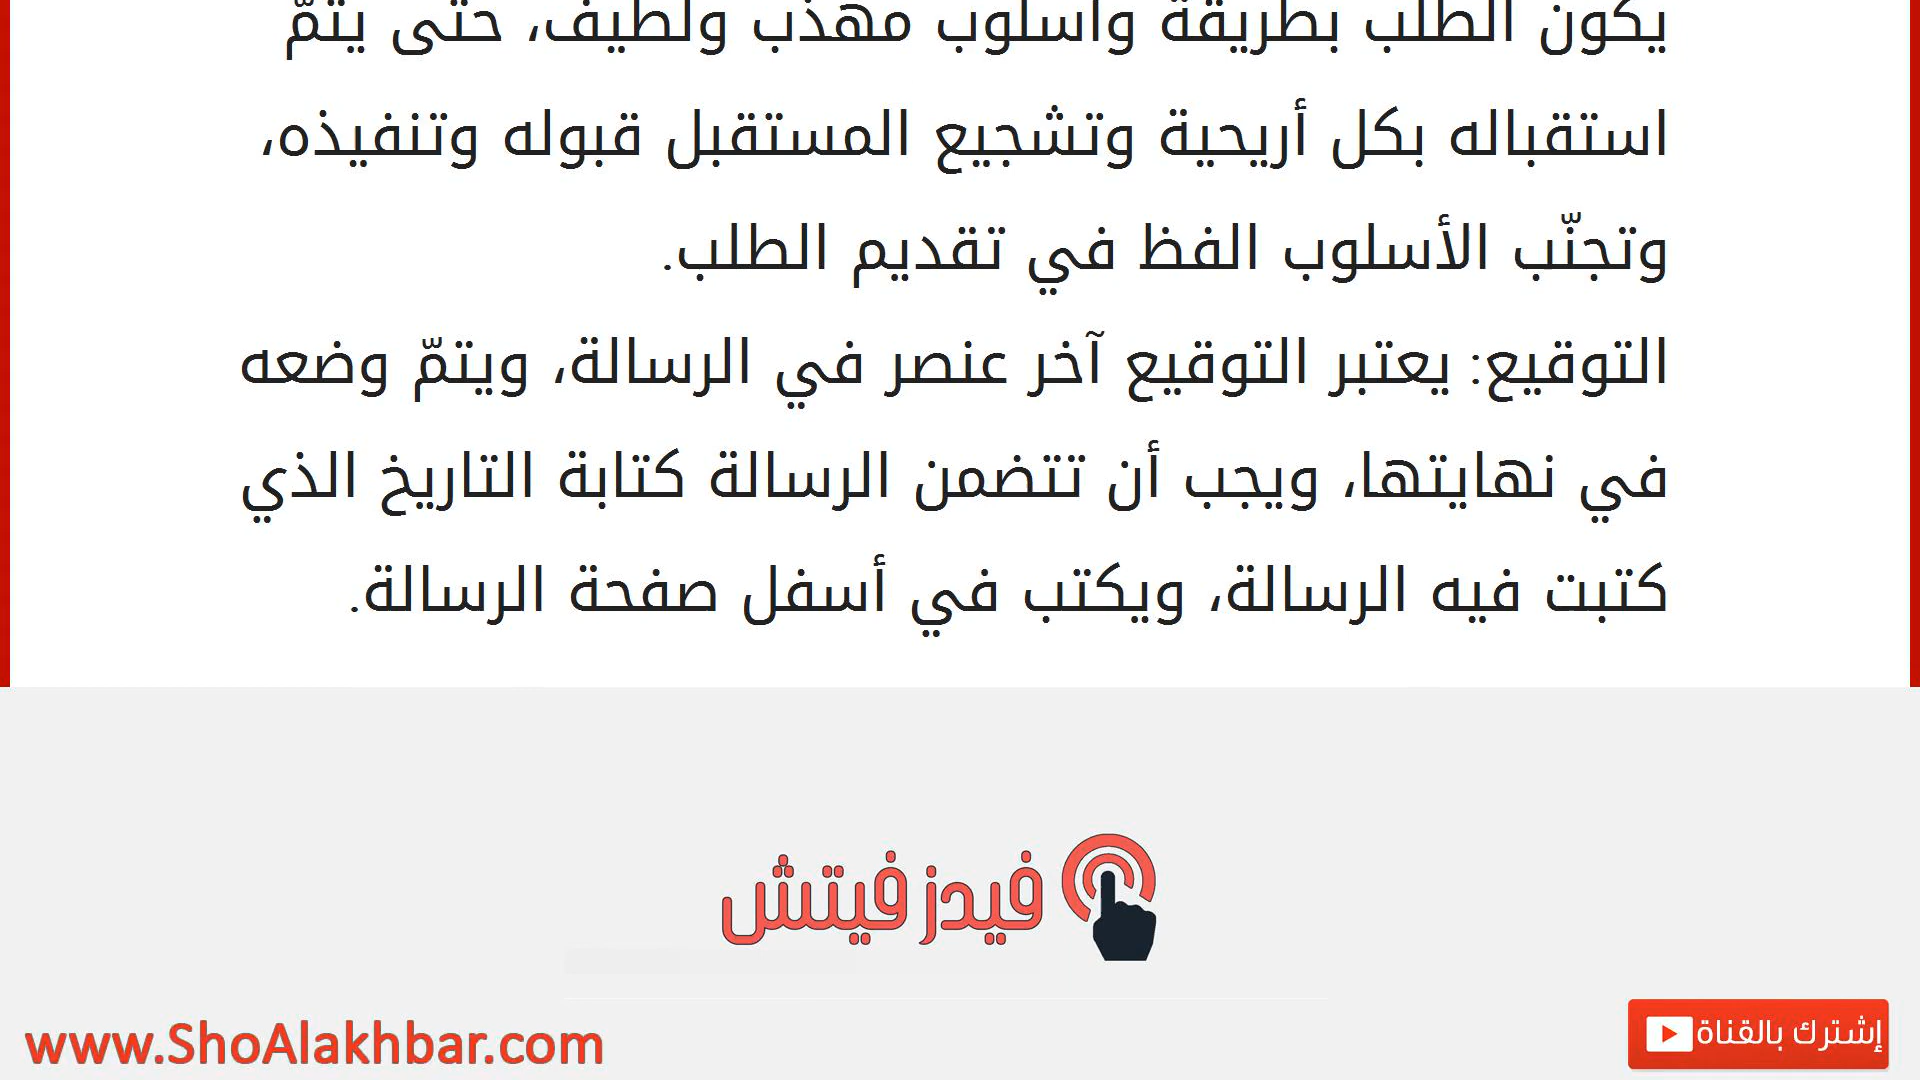 يكون الطلب بطريقة وأسلوب مهذب ولطيف، حتى يتمّ
استقباله بكل أريحية وتشجيع المستقبل قبوله وتنفيذه،
وتجنّب الأسلوب الفظ في تقديم الطلب.
التوقيع: يعتبر التوقيع آخر عنصر في الرسالة، ويتمّ وضعه
في نهايتها، ويجب أن تتضمن الرسالة كتابة التاريخ الذي
كتبت فيه الرسالة، ويكتب في أسفل صفحة الرسالة.
فيدز فيتش
www.ShoAlakhbar.com
إشترك بالقناة